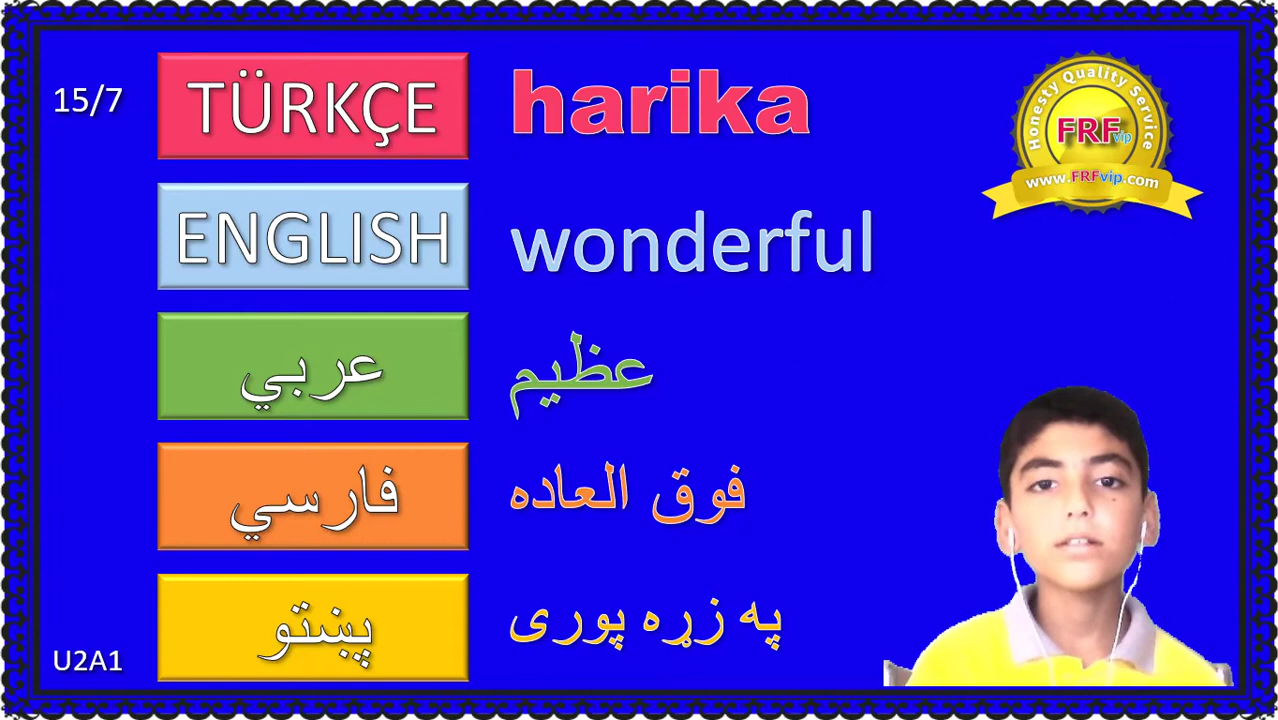 15/7
TÜRKÇE
harika
ENGLISH
wonderful
عربي
عظيم
فارسي
فوق العاده
پښتو
په زړه پوری
U2A1
Honesty Quality Service
FRFvip
www.FRFvip.com